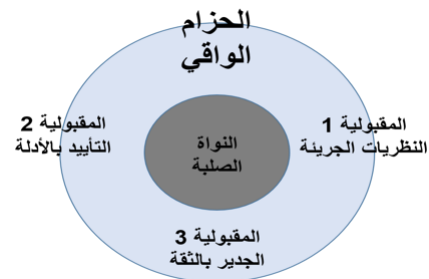 الحزام
الواقي
المقبولية 1
النظريات الجريئة
النواة
الصلبة
المقبولية 2
التأييد بالأدلة
المقبولية 3
الجدير بالثقة